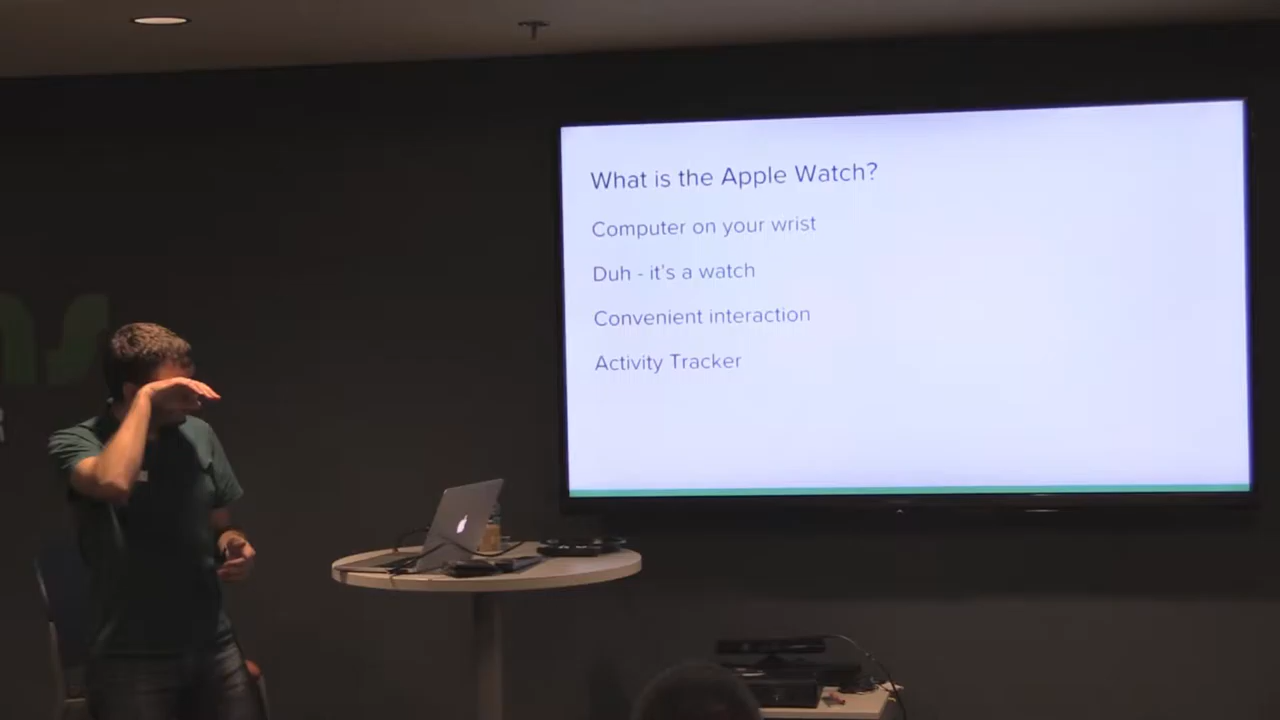 What is the Apple Watch?
Computer on your wrist
Duh - it's a watch
Convenient interaction
Activity Tracker